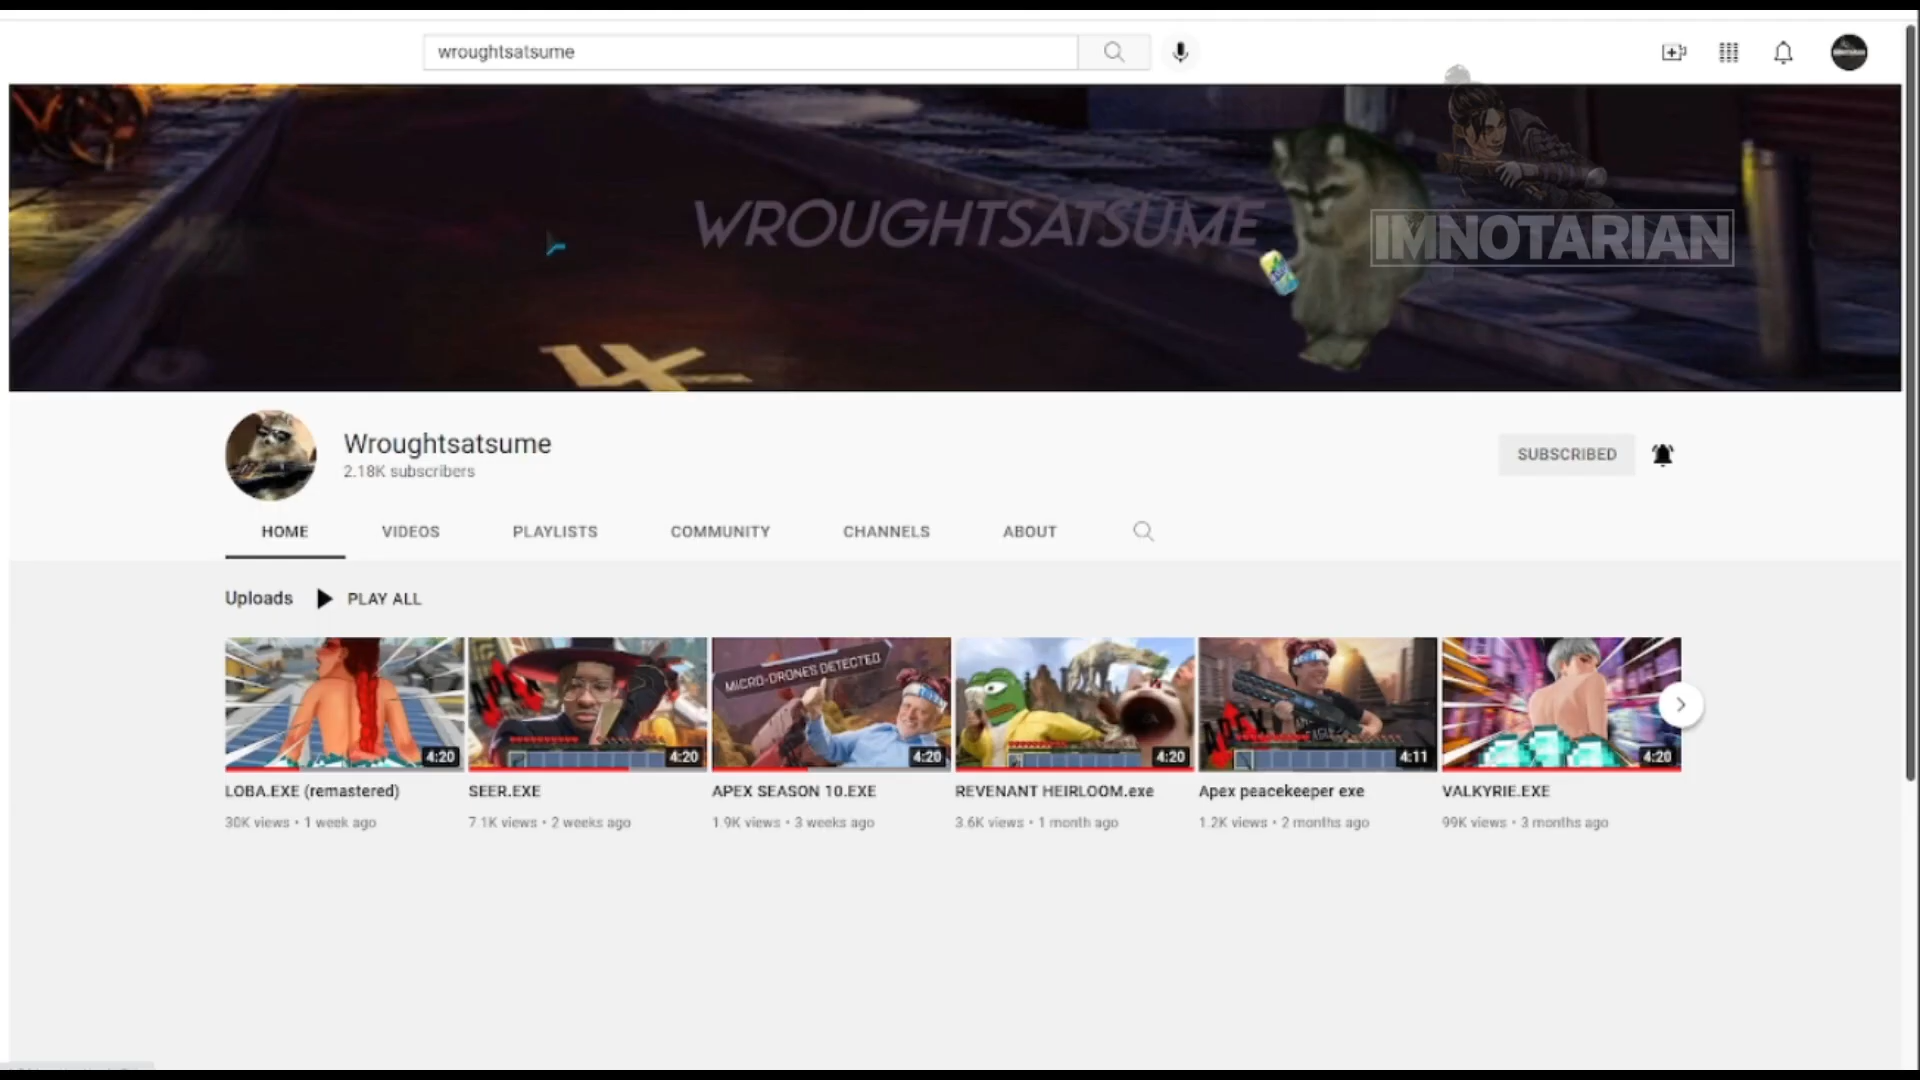 wroughtsatsume
WROUGHTSATSUME
IMNOTARIAN
Wroughtsatsume
2.18K subscribers
SUBSCRIBED
HOME VIDEOS PLAYLISTS COMMUNITY CHANNELS ABOUT
Uploads PLAY ALL
MICRO-DRONES DETECTED
APEX
APEX
4:20 4:20 4:20 4:20 4:11 4:20
LOBA.EXE (remastered) SEER.EXE APEX SEASON 10.EXE REVENANT HEIRLOOM.exe Apex peacekeeper exe VALKYRIE.EXE
30K views • 1 week ago 7.1K views • 2 weeks ago 1.9K views • 3 weeks ago 3.6K views • 1 month ago 1.2K views • 2 months ago 99K views • 3 months ago